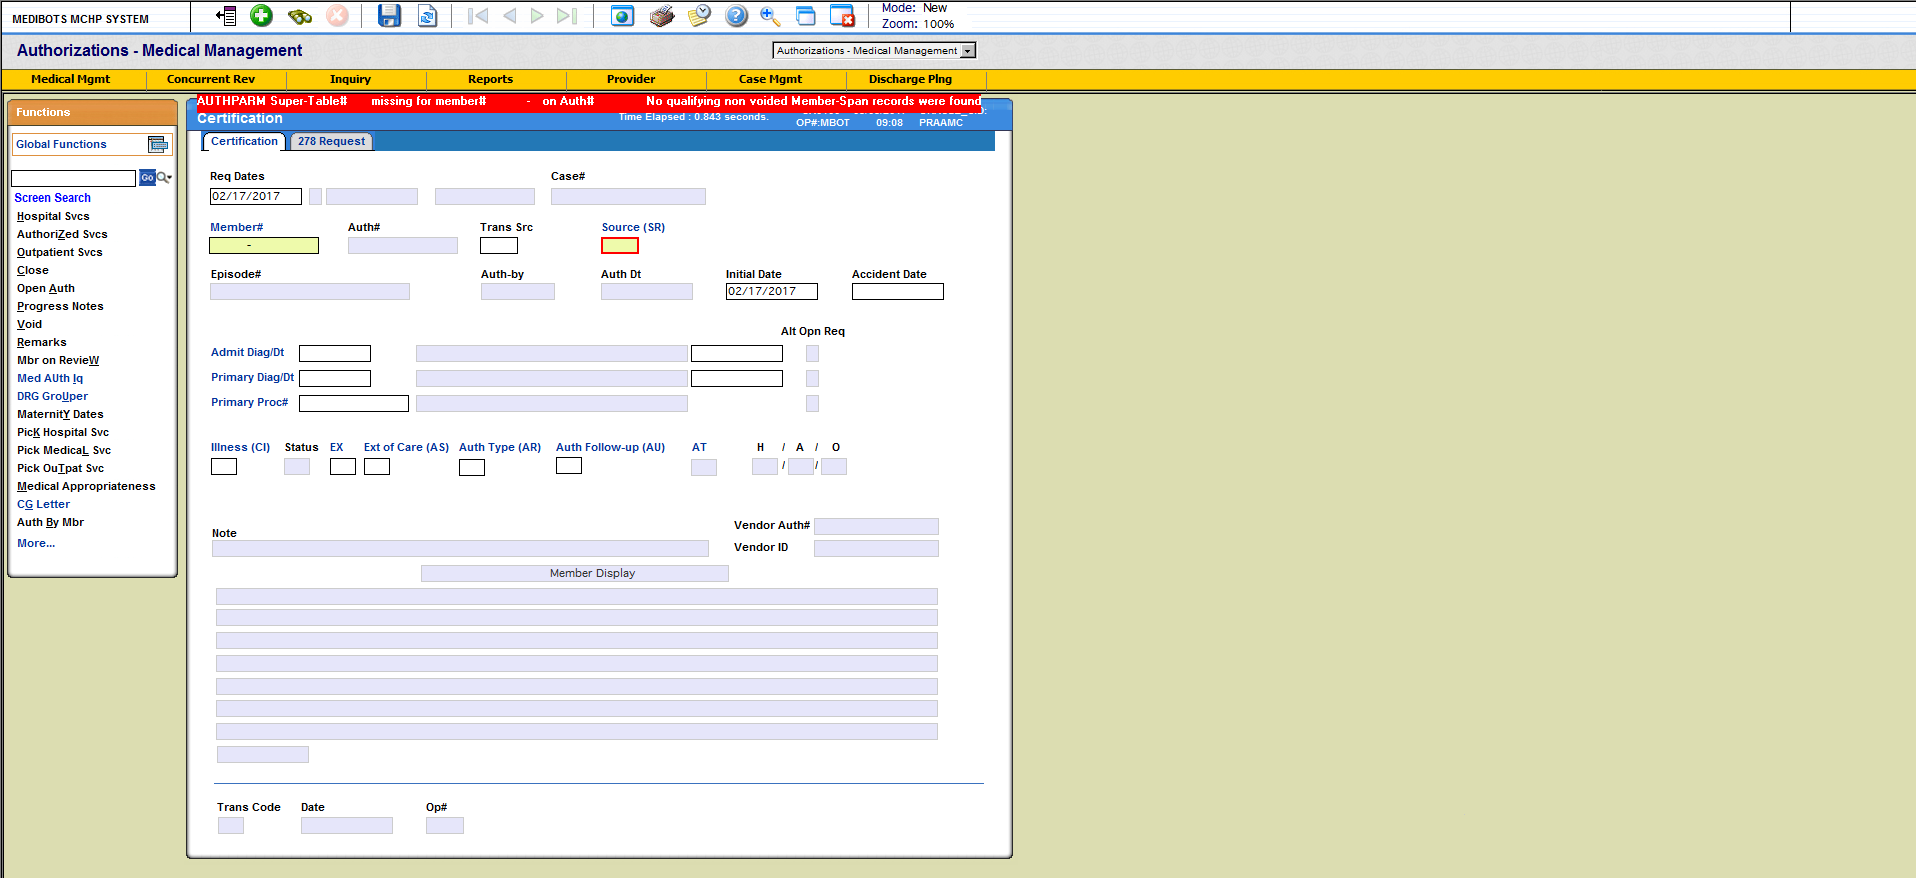 MEDIBOTS MCHP SYSTEM
Mode: New
Zoom: 100%
Authorizations - Medical Management
Authorizations - Medical Management
Medical Mgmt Concurrent Rev Inquiry Reports Provider Case Mgmt Discharge Plng
Functions
Global Functions
Go
Screen Search
Hospital Svcs
AuthoriZed Svcs
Outpatient Svcs
Close
Open Auth
Progress Notes
Void
Remarks
Mbr on RevieW
Med AUth Iq
DRG GroUper
MaternitY Dates
PicK Hospital Svc
Pick MedicaL Svc
Pick OuTpat Svc
Medical Appropriateness
CG Letter
Auth By Mbr
More...
AUTHPARM Super-Table# missing for member# - on Auth# No qualifying non voided Member-Span records were found
Certification
Time Elapsed : 0.843 seconds.
OP#:MBOT 09:08 PRAAMC
Certification 278 Request
Req Dates Case#
02/17/2017
Member# Auth# Trans Src Source (SR)
-
Episode# Auth-by Auth Dt Initial Date Accident Date
02/17/2017
Alt Opn Req
Admit Diag/Dt
Primary Diag/Dt
Primary Proc#
Illness (CI) Status EX Ext of Care (AS) Auth Type (AR) Auth Follow-up (AU) AT H / A / O
/ /
Vendor Auth#
Note
Vendor ID
Member Display
Trans Code Date Op#